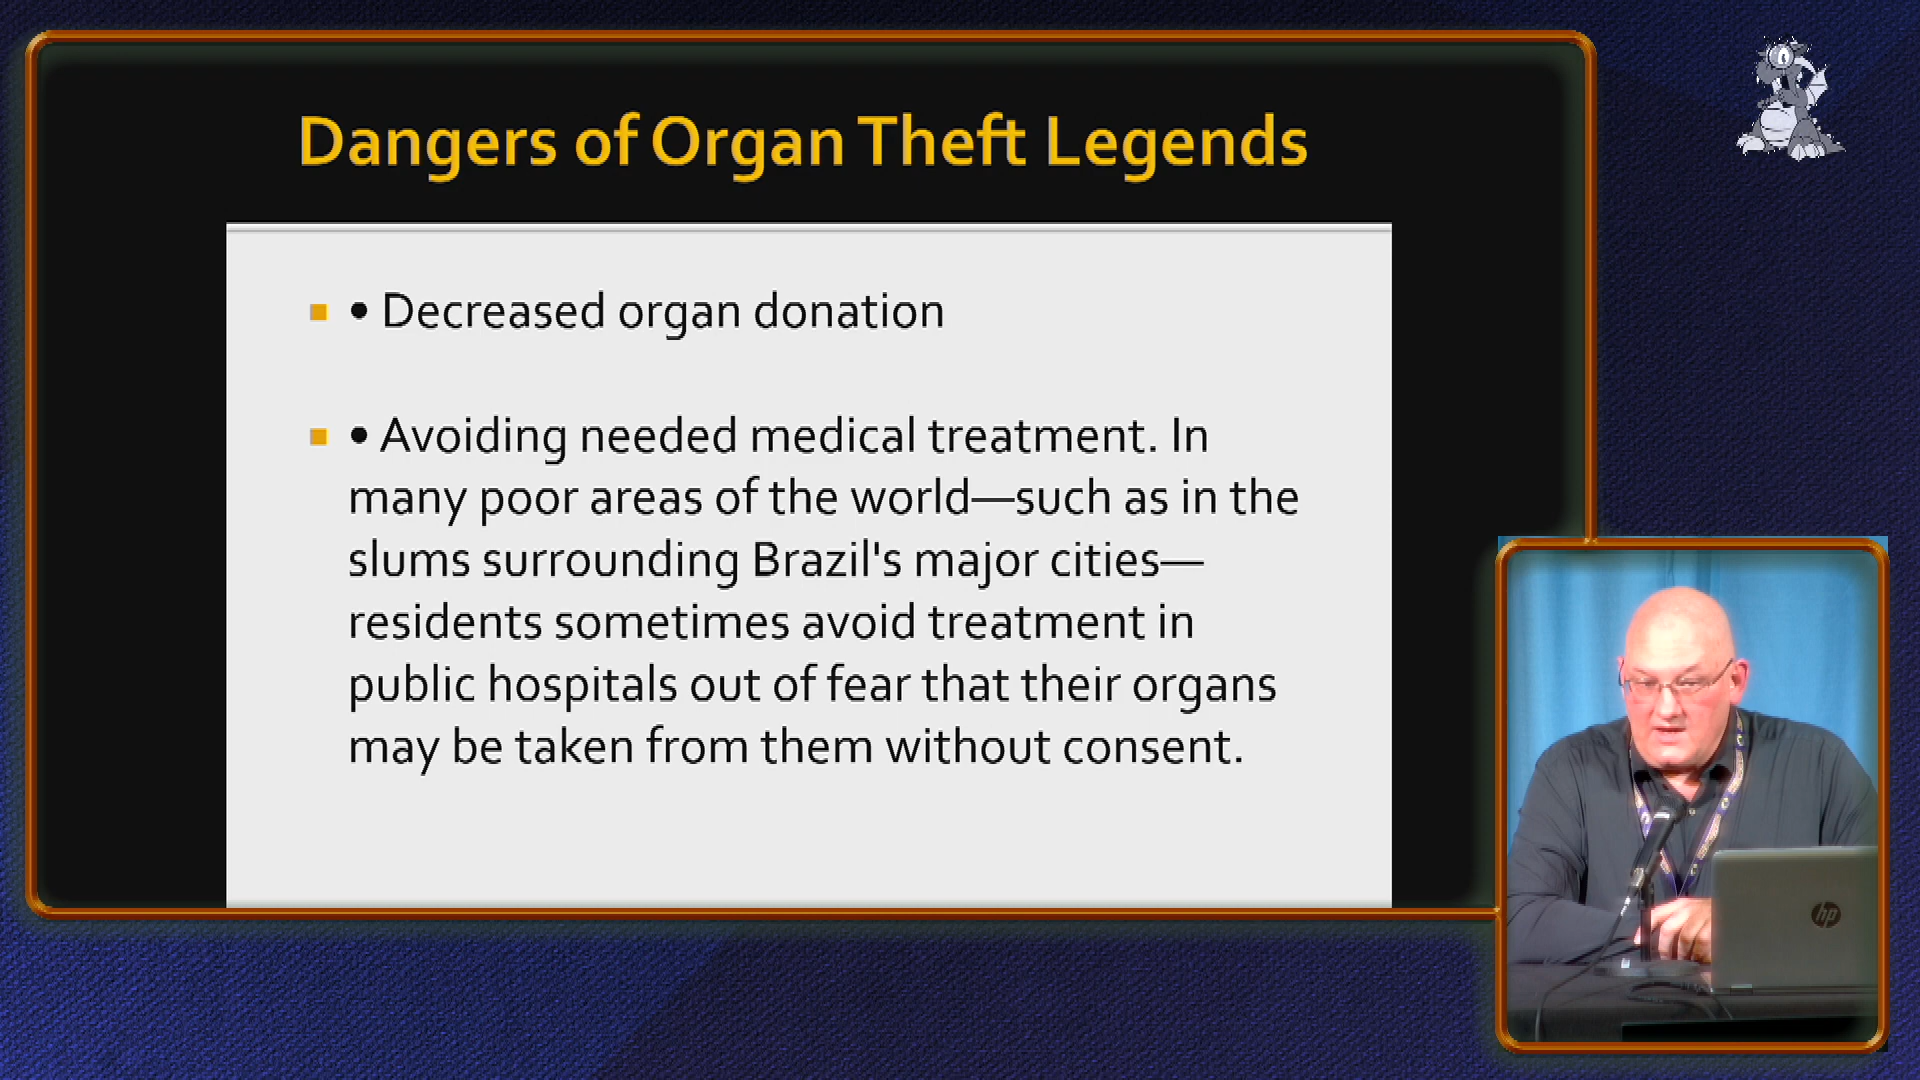 Dangers of Organ Theft Legends
• Decreased organ donation
• Avoiding needed medical treatment. In
many poor areas of the world—such as in the
slums surrounding Brazil's major cities—
residents sometimes avoid treatment in
public hospitals out of fear that their organs
may be taken from them without consent.
hp